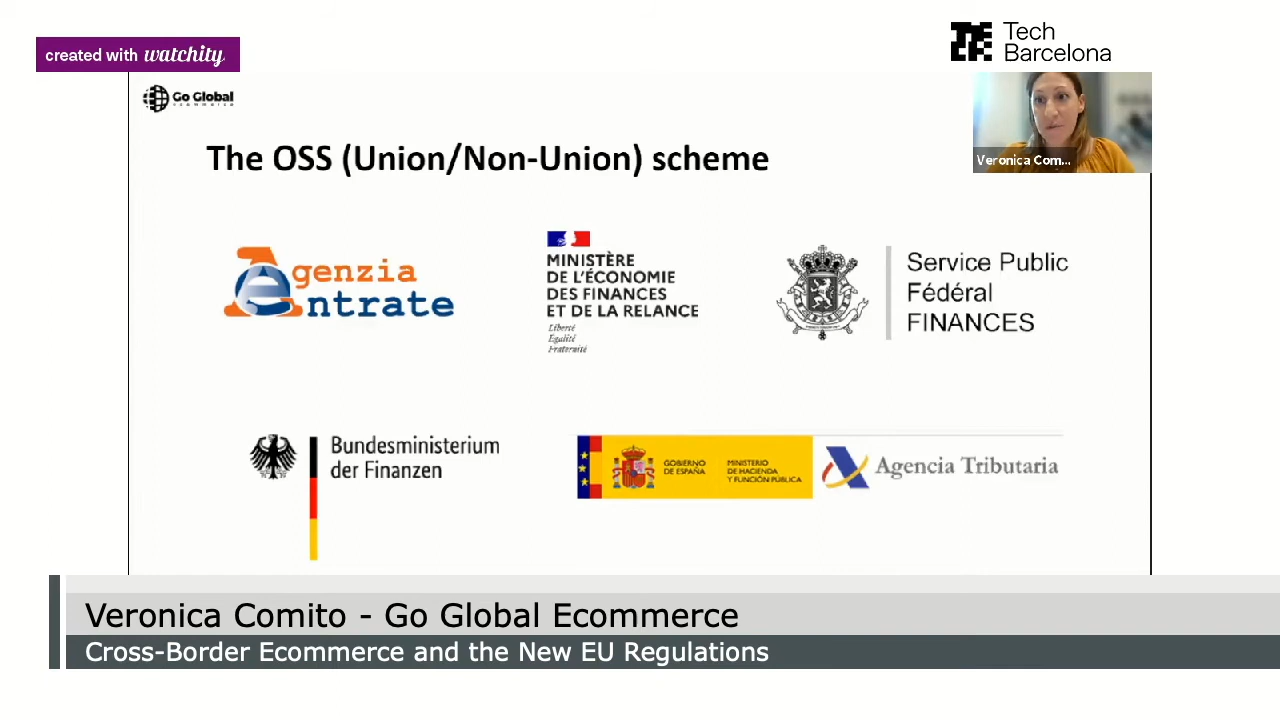 created with watchity
Tech
Barcelona
Go Global
ecommerce
Veronica Com...
The OSS (Union/Non-Union) scheme
Agenzia
entrate
MINISTÈRE
DE L'ÉCONOMIE
DES FINANCES
ET DE LA RELANCE
Liberté
Égalité
Fraternité
Service Public
Fédéral
FINANCES
Bundesministerium
der Finanzen
GOBIERNO
DE ESPAÑA
MINISTERIO
DE HACIENDA
Y FUNCIÓN PÚBLICA
Agencia Tributaria
Veronica Comito - Go Global Ecommerce
Cross-Border Ecommerce and the New EU Regulations